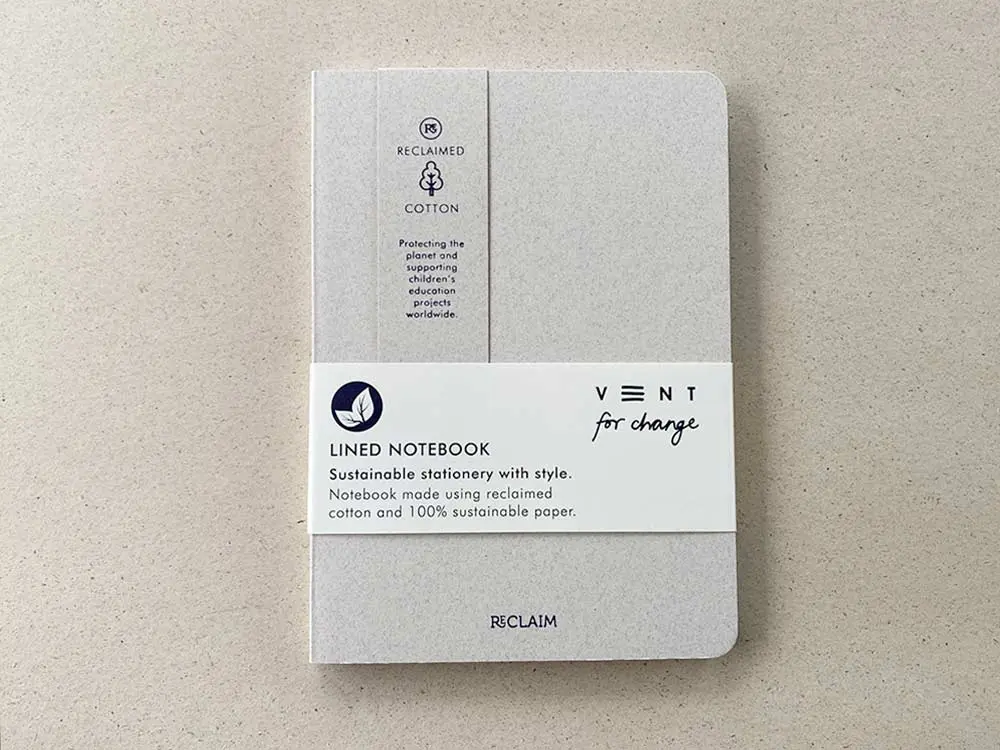 RE
RECLAIMED
COTTON
Protecting the
planet and
supporting
children's
education
projects
worldwide.
VENT
for change
LINED NOTEBOOK
Sustainable stationery with style.
Notebook made using reclaimed
cotton and 100% sustainable paper.
RECLAIM